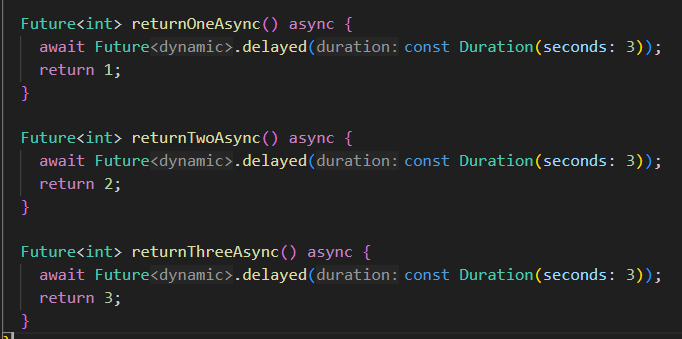 Future<int> returnOneAsync() async {
await Future<dynamic>.delayed(duration: const Duration(seconds: 3));
return 1;
}
Future<int> returnTwoAsync() async {
await Future<dynamic>.delayed(duration: const Duration(seconds: 3));
return 2;
}
Future<int> returnThreeAsync() async {
await Future<dynamic>.delayed(duration: const Duration(seconds: 3));
return 3;
}